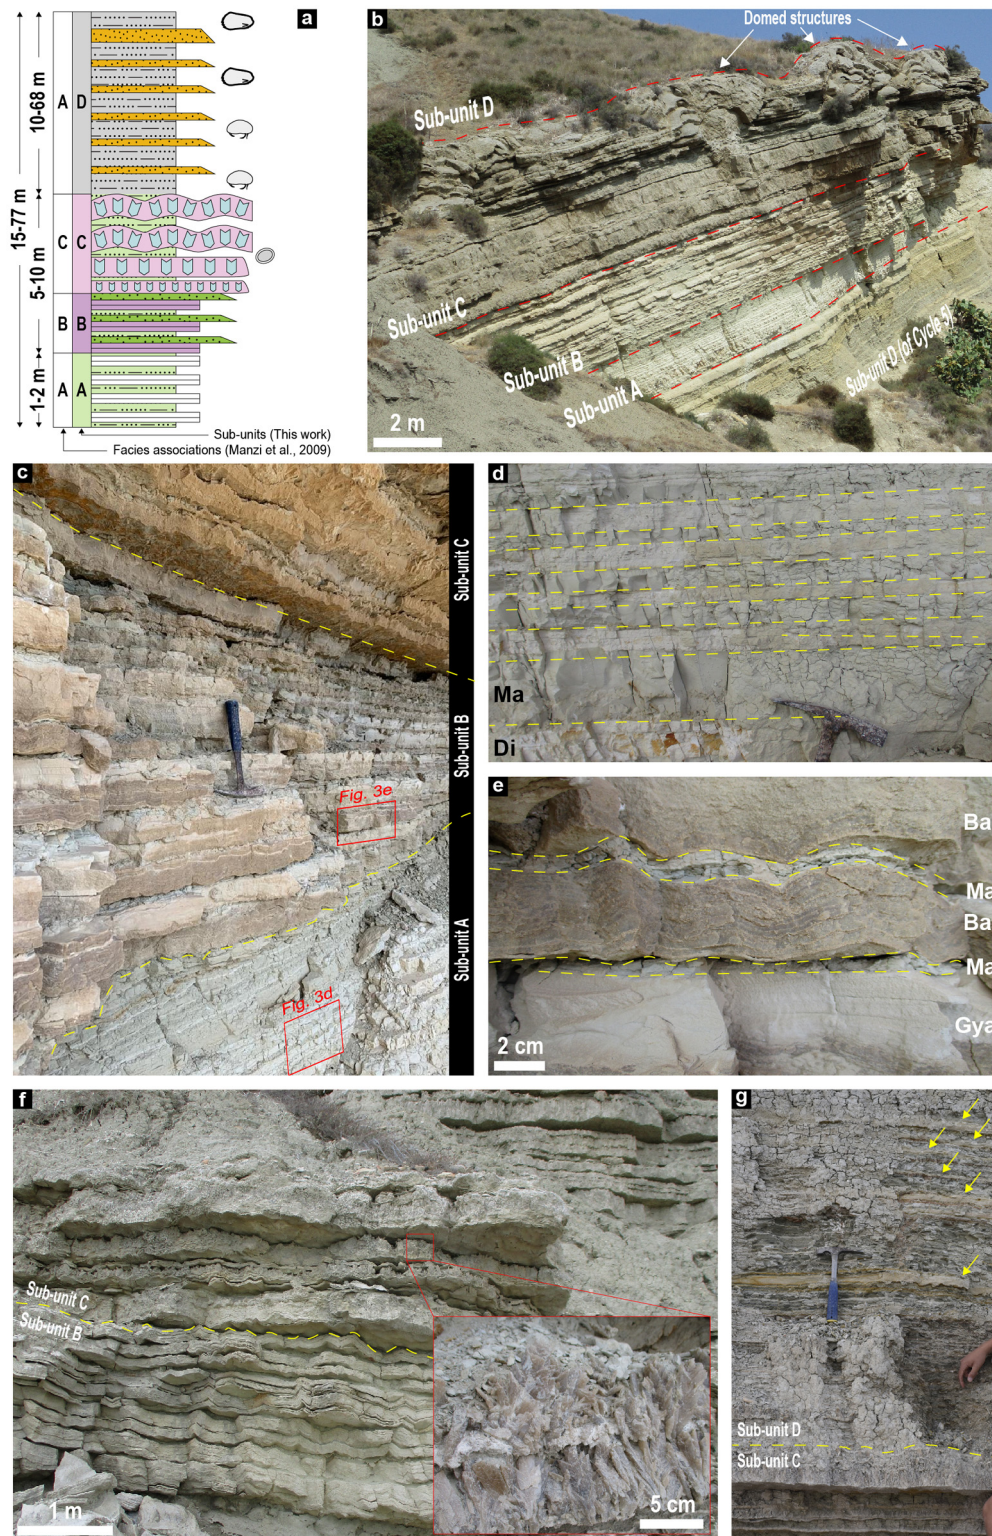 a
15-77 m
10-68 m
5-10 m
1-2 m
A
D
C
C
B
B
A
A
Sub-units (This work)
Facies associations (Manzi et al., 2009)
b
Domed structures
Sub-unit D
Sub-unit C
Sub-unit B
Sub-unit A
Sub-unit D (of Cycle 5)
2 m
c
Sub-unit C
Sub-unit B
Sub-unit A
Fig. 3e
Fig. 3d
d
Ma
Di
e
Ba
Ma
Ba
Ma
Gya
2 cm
f
Sub-unit C
Sub-unit B
1 m
5 cm
g
Sub-unit D
Sub-unit C